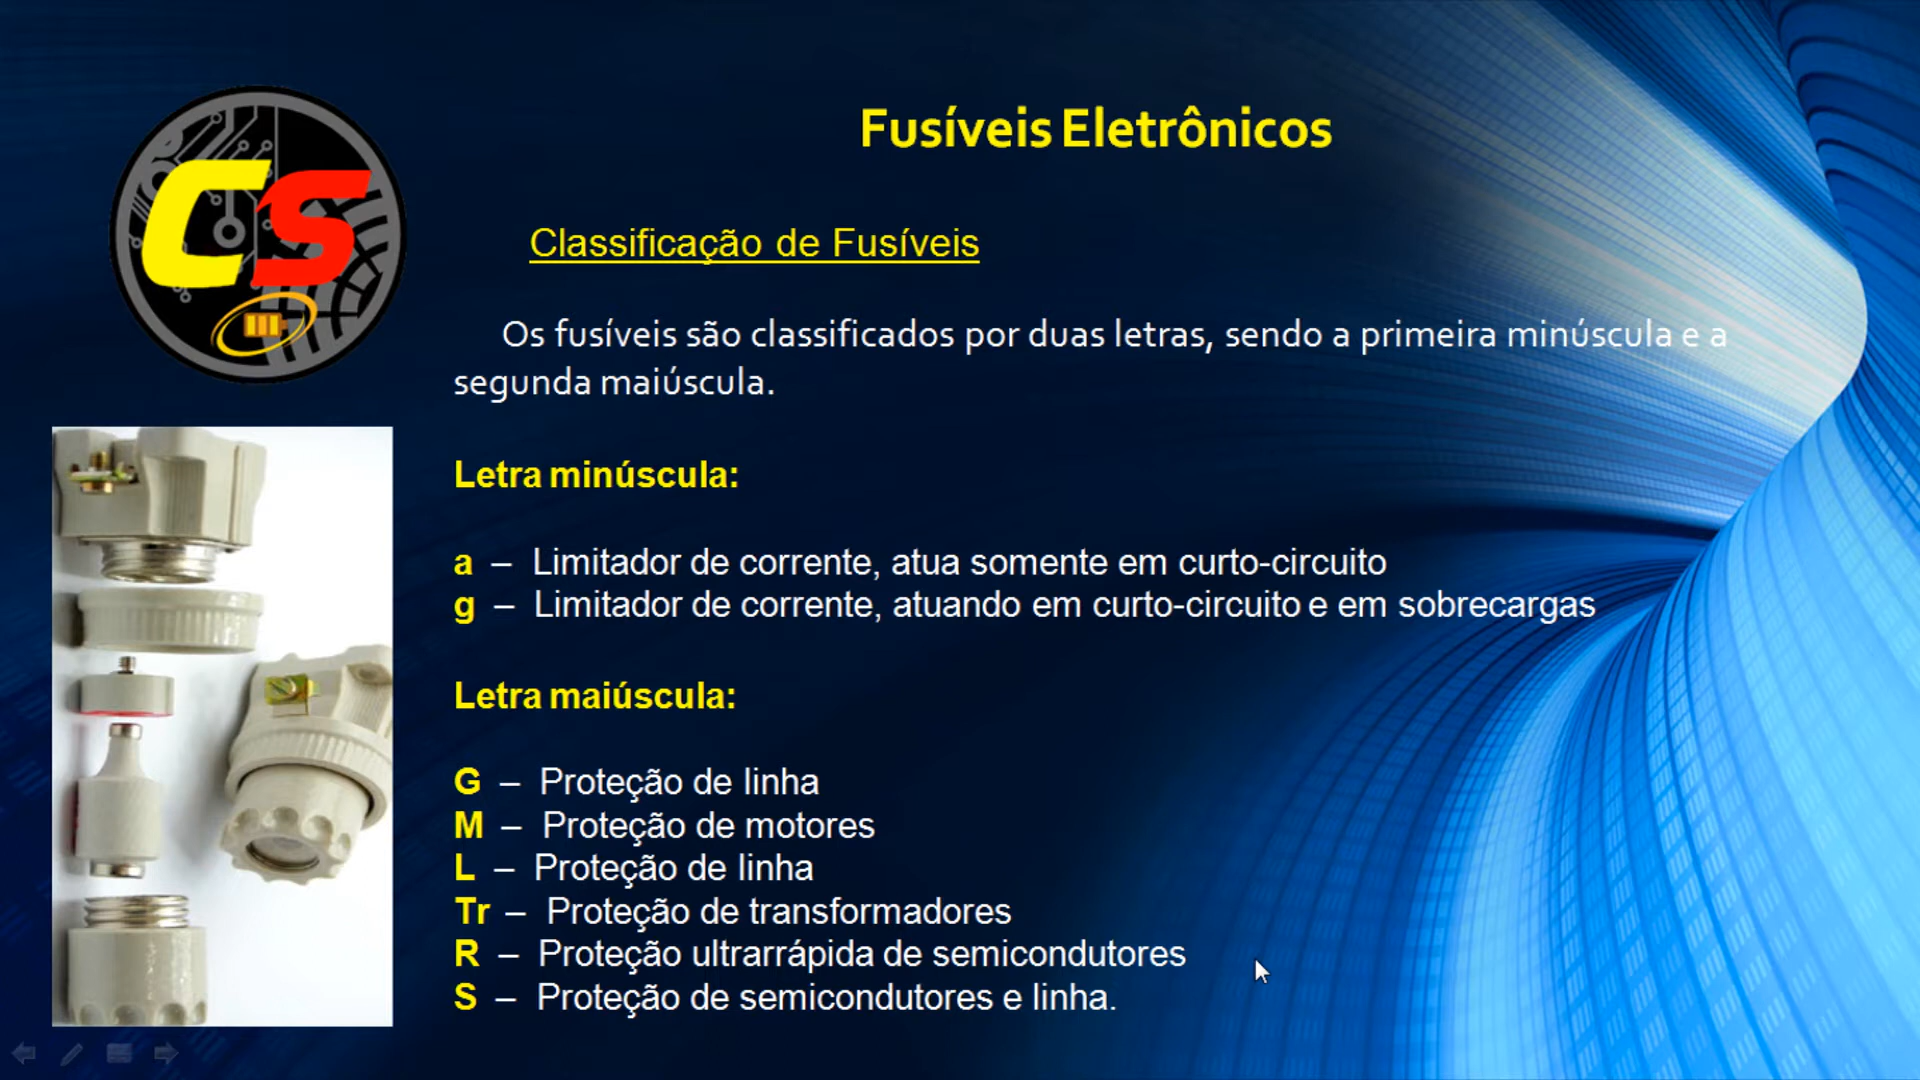 CS
Fusíveis Eletrônicos
Classificação de Fusíveis
Os fusíveis são classificados por duas letras, sendo a primeira minúscula e a
segunda maiúscula.
Letra minúscula:
a – Limitador de corrente, atua somente em curto-circuito
g – Limitador de corrente, atuando em curto-circuito e em sobrecargas
Letra maiúscula:
G – Proteção de linha
M – Proteção de motores
L – Proteção de linha
Tr – Proteção de transformadores
R – Proteção ultrarrápida de semicondutores
S – Proteção de semicondutores e linha.